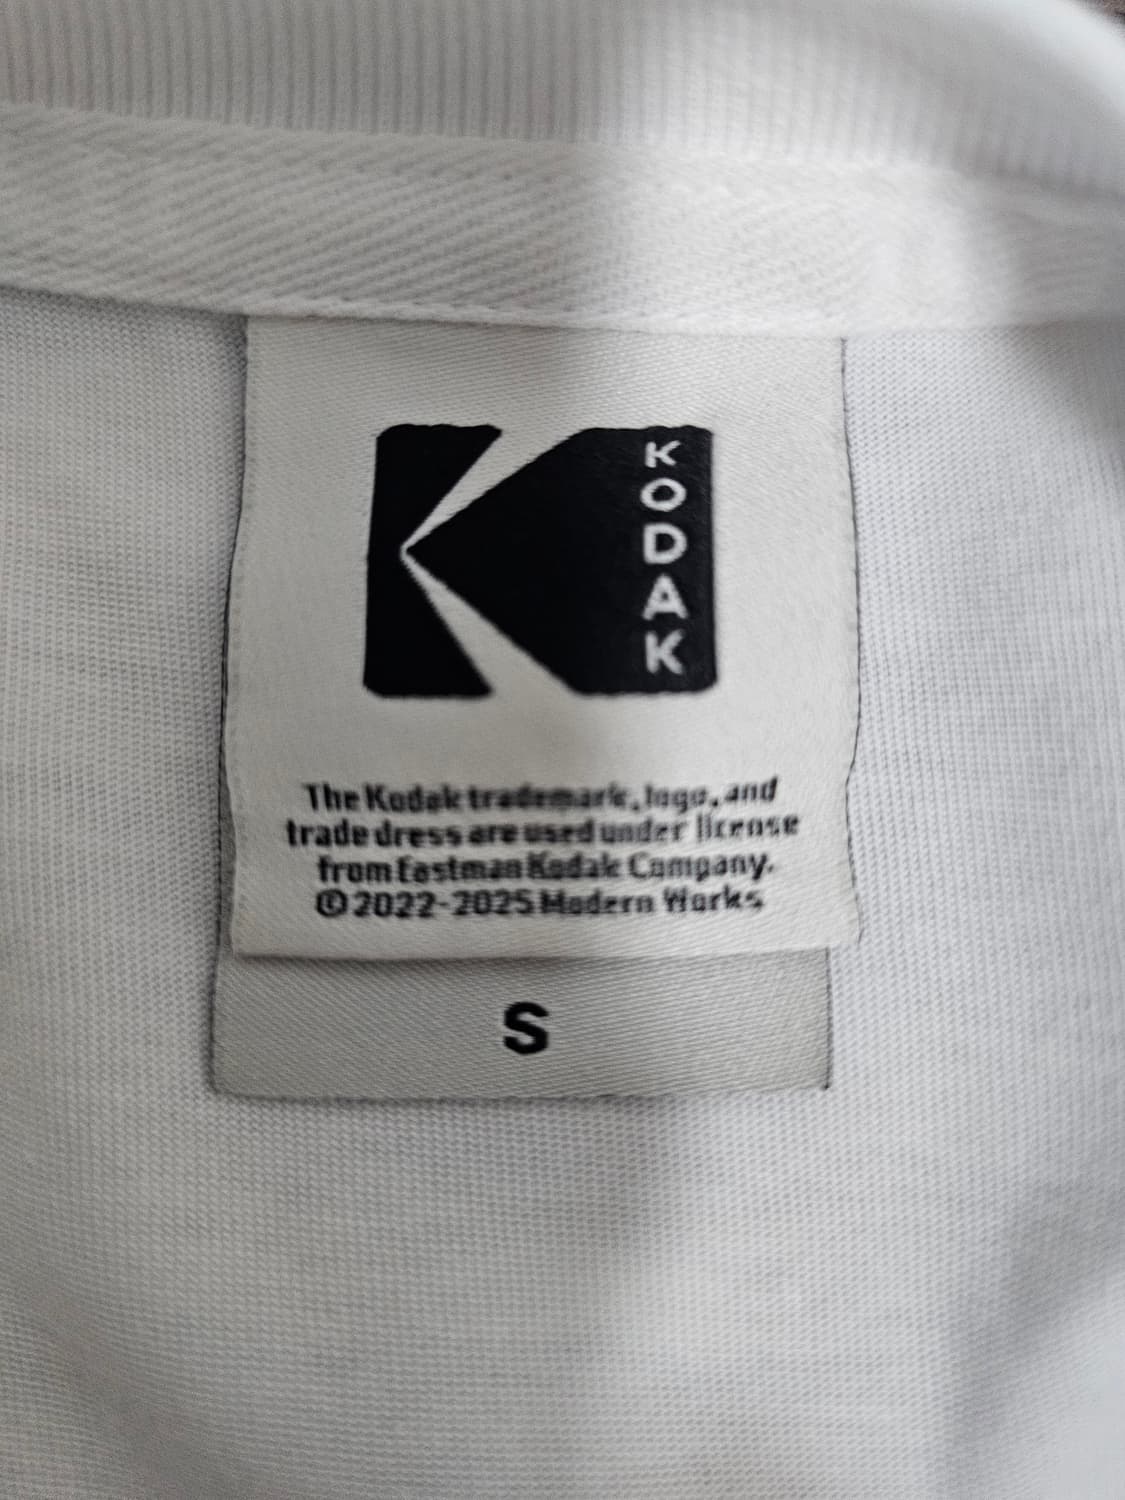 KODAK
The Kodak trademark, logo, and
trade dress are used under license
from Eastman Kodak Company.
©2022-2025 Modern Works
S